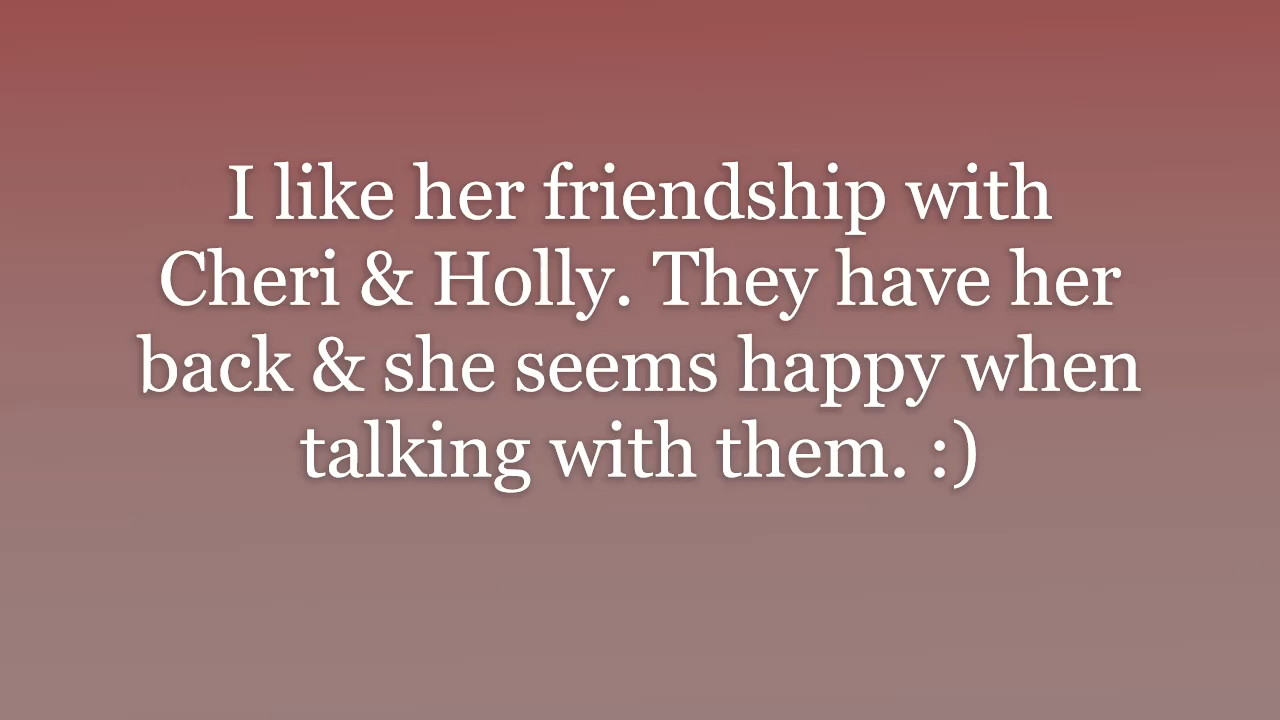 I like her friendship with
Cheri & Holly. They have her
back & she seems happy when
talking with them. :)